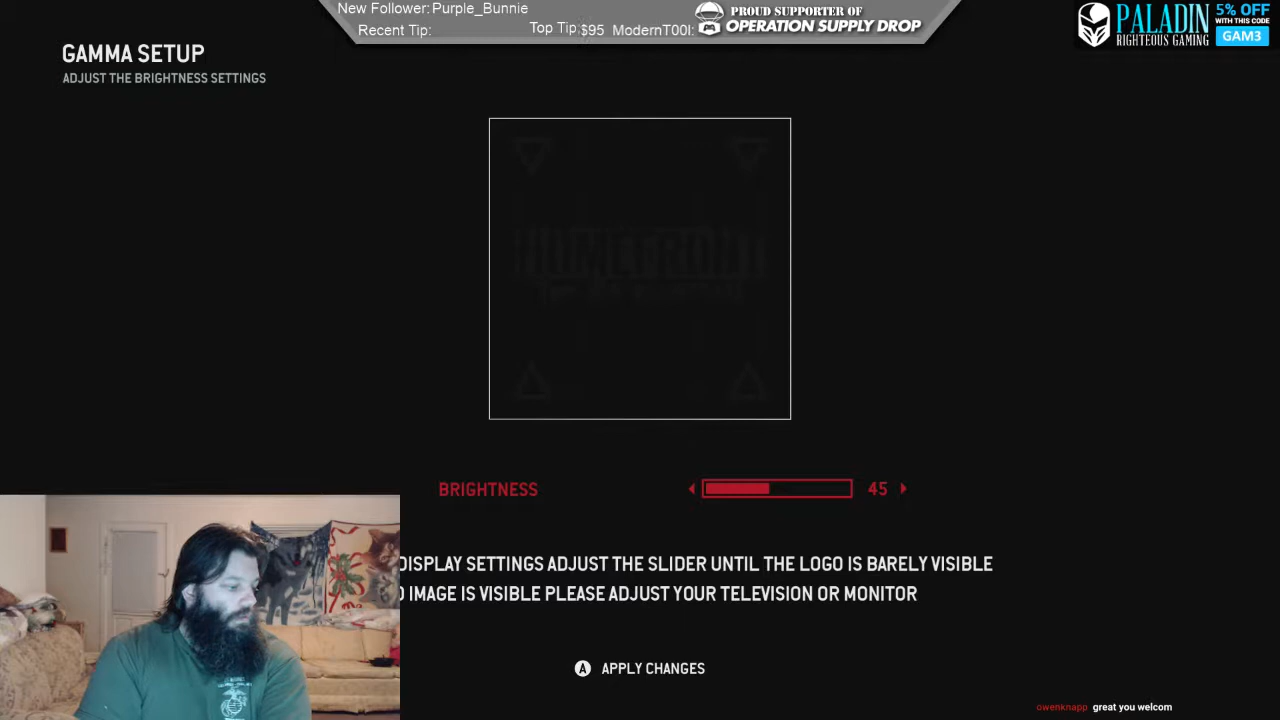 New Follower: Purple_Bunnie
Recent Tip:
Top Tip: $95 ModernT00l:
PROUD SUPPORTER OF
OPERATION SUPPLY DROP
PALADIN
RIGHTEOUS GAMING
5% OFF
WITH THIS CODE
GAM3
GAMMA SETUP
ADJUST THE BRIGHTNESS SETTINGS
HOMEFRONT
BRIGHTNESS
45
DISPLAY SETTINGS ADJUST THE SLIDER UNTIL THE LOGO IS BARELY VISIBLE
IMAGE IS VISIBLE PLEASE ADJUST YOUR TELEVISION OR MONITOR
A APPLY CHANGES
owenknapp great you welcom